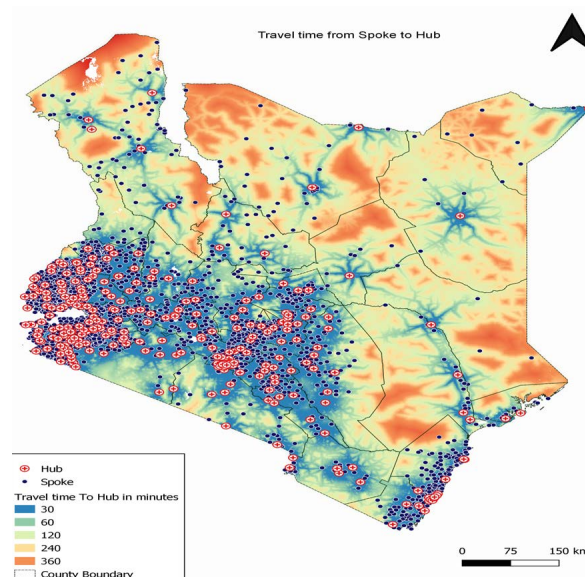 Travel time from Spoke to Hub
Hub
Spoke
Travel time To Hub in minutes
30
60
120
240
360
County Boundary
0 75 150 km